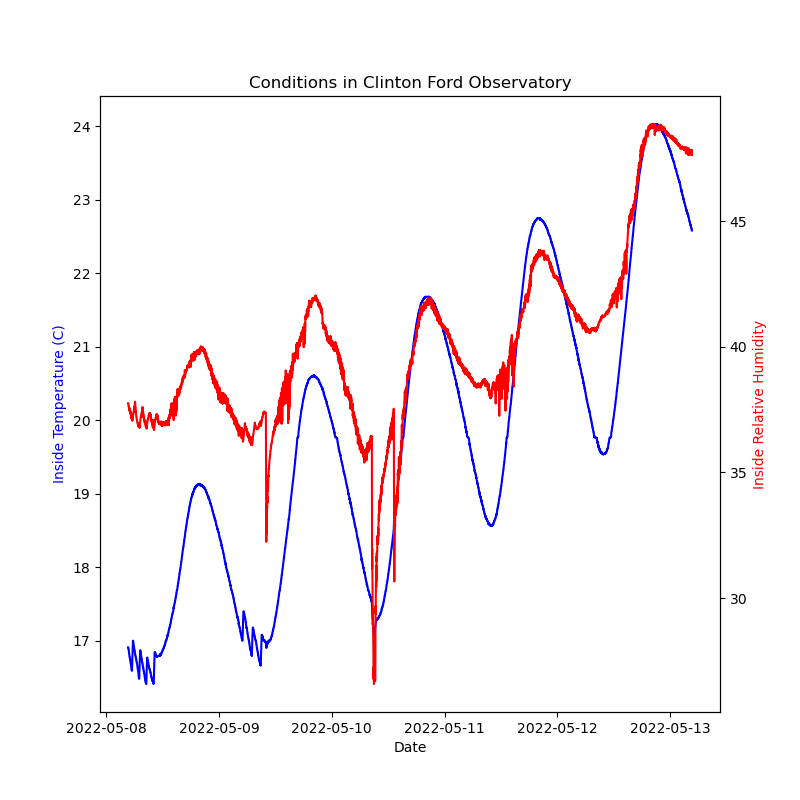 Conditions in Clinton Ford Observatory
Inside Temperature (C)
24
23
22
21
20
19
18
17
45
40
35
30
Inside Relative Humidity
2022-05-08 2022-05-09 2022-05-10 2022-05-11 2022-05-12 2022-05-13
Date